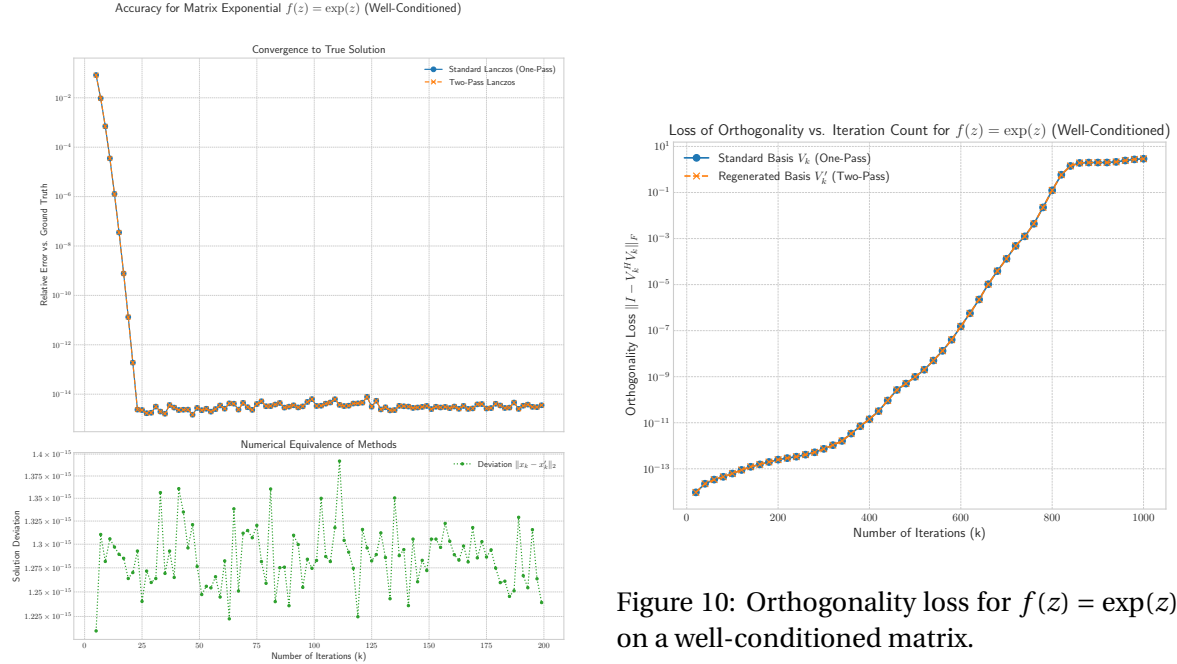 Accuracy for Matrix Exponential f(z) = exp(z) (Well-Conditioned)
Convergence to True Solution
Standard Lanczos (One-Pass)
Two-Pass Lanczos
Relative Error vs. Ground Truth
10^{-2}
10^{-4}
10^{-6}
10^{-8}
10^{-10}
10^{-12}
10^{-14}
Numerical Equivalence of Methods
Deviation ‖x_k − x′_k‖_2
Solution Deviation
1.4 × 10^{-15}
1.375 × 10^{-15}
1.35 × 10^{-15}
1.325 × 10^{-15}
1.3 × 10^{-15}
1.275 × 10^{-15}
1.25 × 10^{-15}
1.225 × 10^{-15}
0 25 50 75 100 125 150 175 200
Number of Iterations (k)
Loss of Orthogonality vs. Iteration Count for f(z) = exp(z) (Well-Conditioned)
Standard Basis V_k (One-Pass)
Regenerated Basis V′_k (Two-Pass)
Orthogonality Loss ‖I − V_k^H V_k‖_F
10^1
10^{-1}
10^{-3}
10^{-5}
10^{-7}
10^{-9}
10^{-11}
10^{-13}
0 200 400 600 800 1000
Number of Iterations (k)
Figure 10: Orthogonality loss for f(z) = exp(z)
on a well-conditioned matrix.